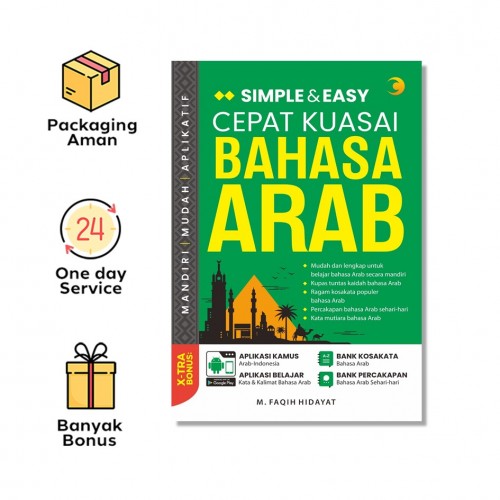 Packaging
Aman
24
One day
Service
Banyak
Bonus
MANDIRI | MUDAH | APLIKATIF
SIMPLE & EASY
CEPAT KUASAI
BAHASA
ARAB
• Mudah dan lengkap untuk
belajar bahasa Arab secara mandiri
• Kupas tuntas kaidah bahasa Arab
• Ragam kosakata populer
bahasa Arab
• Percakapan bahasa Arab sehari-hari
• Kata mutiara bahasa Arab
X-TRA
BONUS:
APLIKASI KAMUS
Arab-Indonesia
APLIKASI BELAJAR
Kata & Kalimat Bahasa Arab
Google Play
A-Z
BANK KOSAKATA
Bahasa Arab
BANK PERCAKAPAN
Bahasa Arab Sehari-hari
M. FAQIH HIDAYAT